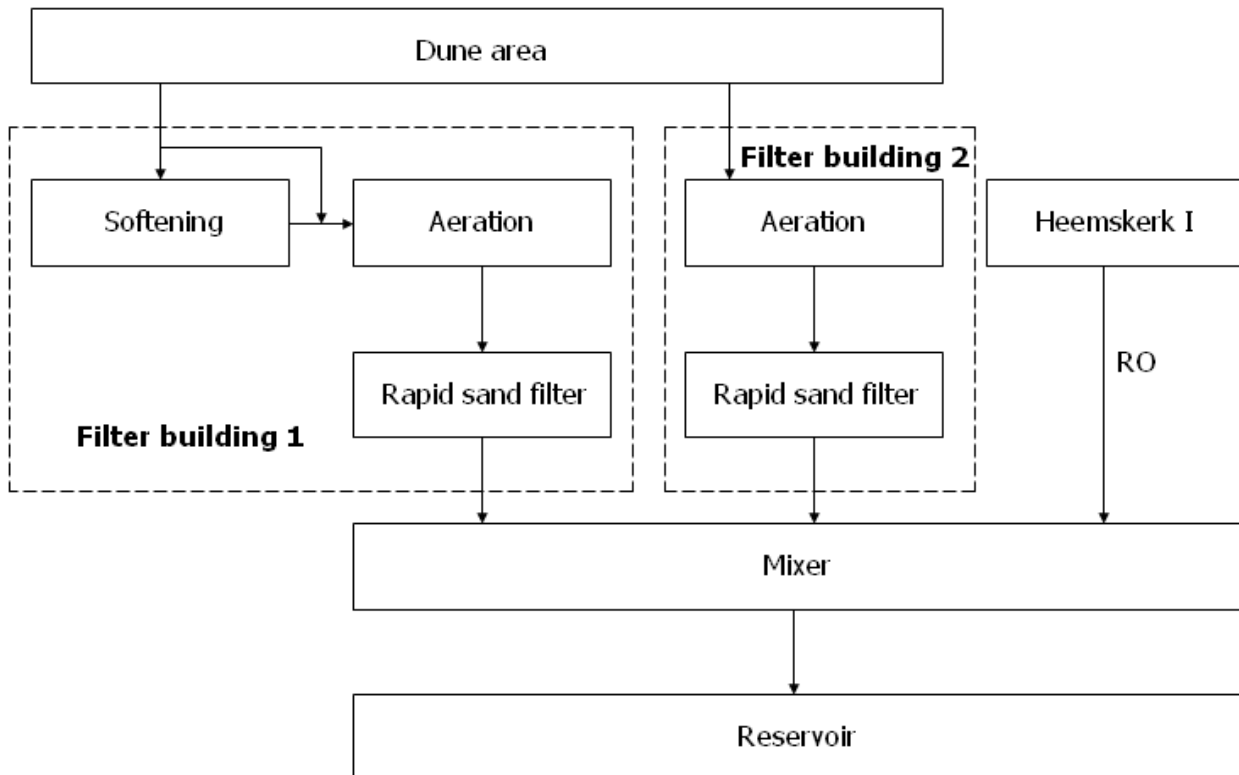 Dune area
Filter building 2
Softening
Aeration
Aeration
Heemskerk I
RO
Rapid sand filter
Rapid sand filter
Filter building 1
Mixer
Reservoir